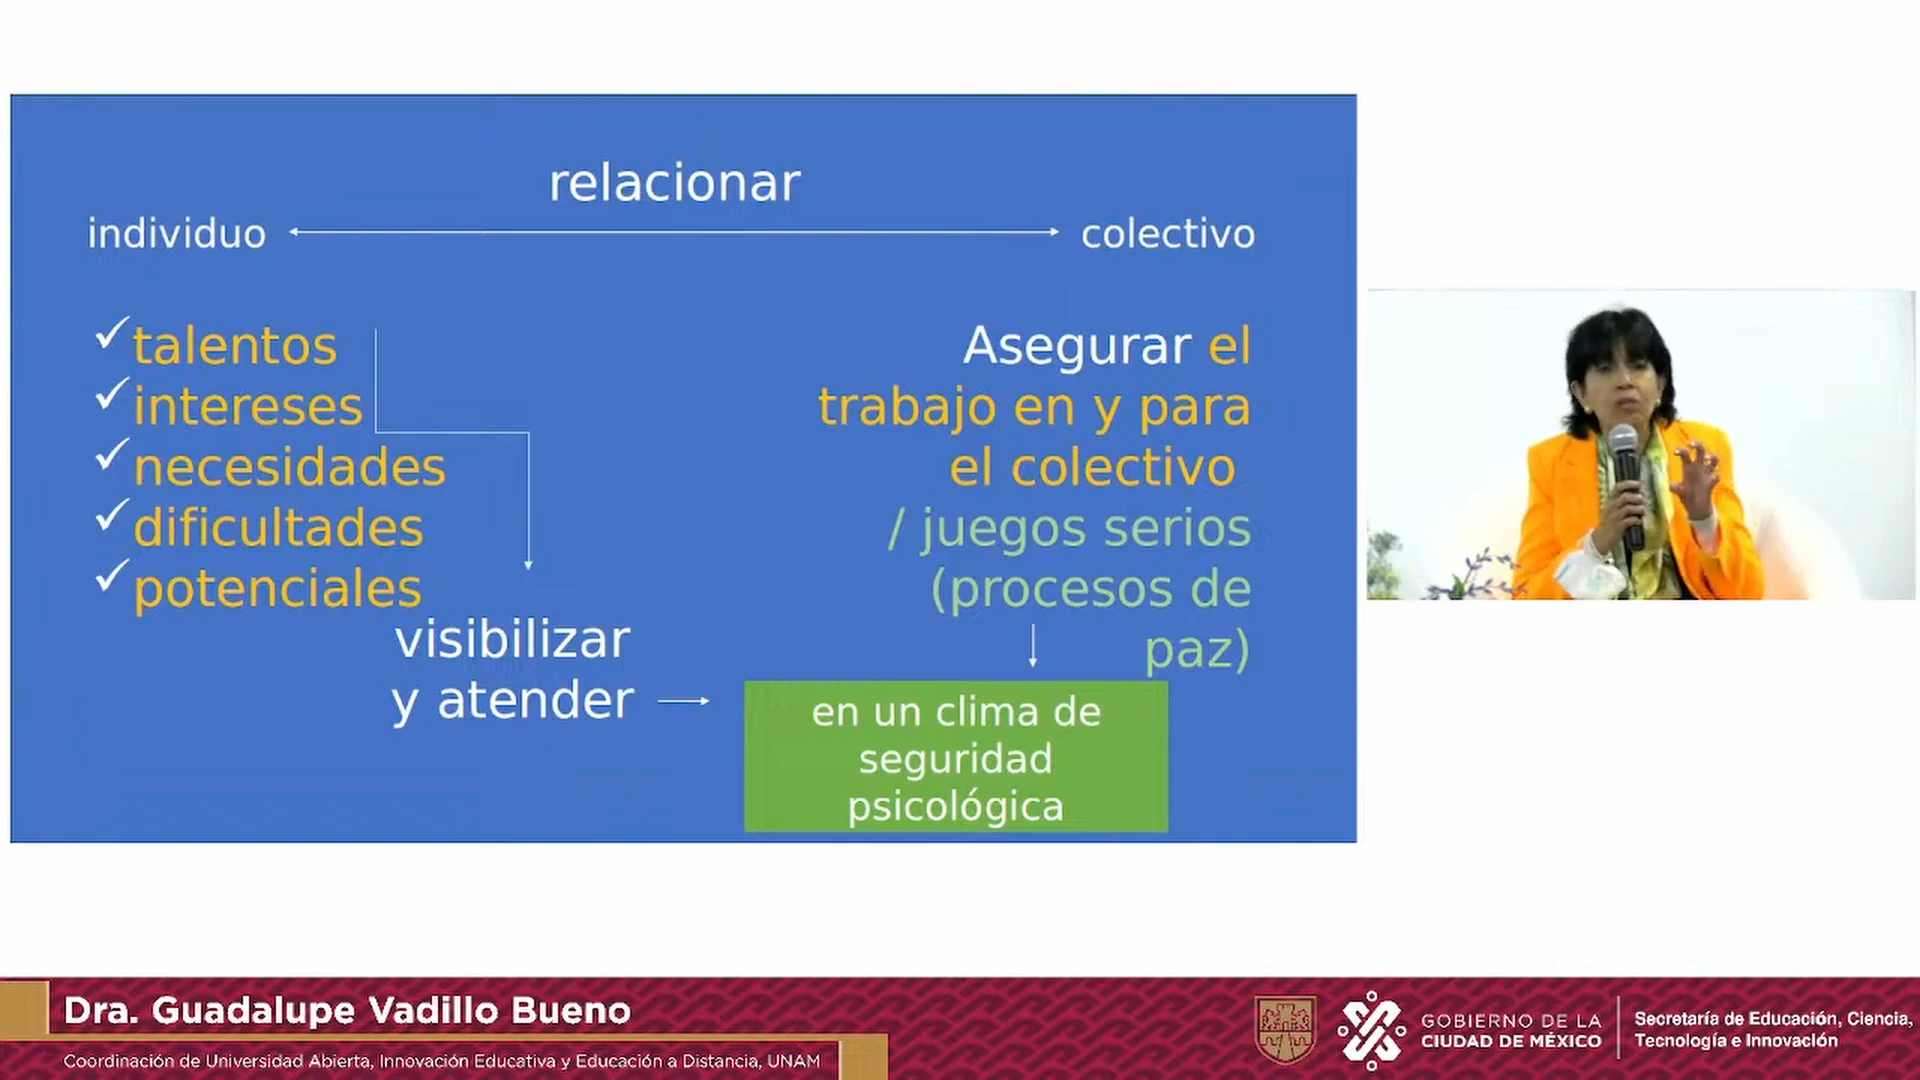 relacionar
individuo
colectivo
talentos
intereses
necesidades
dificultades
potenciales
visibilizar
y atender
Asegurar el
trabajo en y para
el colectivo
/ juegos serios
(procesos de
paz)
en un clima de
seguridad
psicológica
Dra. Guadalupe Vadillo Bueno
Coordinación de Universidad Abierta, Innovación Educativa y Educación a Distancia, UNAM
GOBIERNO DE LA
CIUDAD DE MÉXICO
Secretaría de Educación, Ciencia,
Tecnología e Innovación